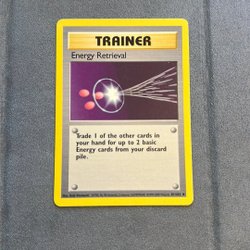 TRAINER
Energy Retrieval
Trade 1 of the other cards in
your hand for up to 2 basic
Energy cards from your discard
pile.